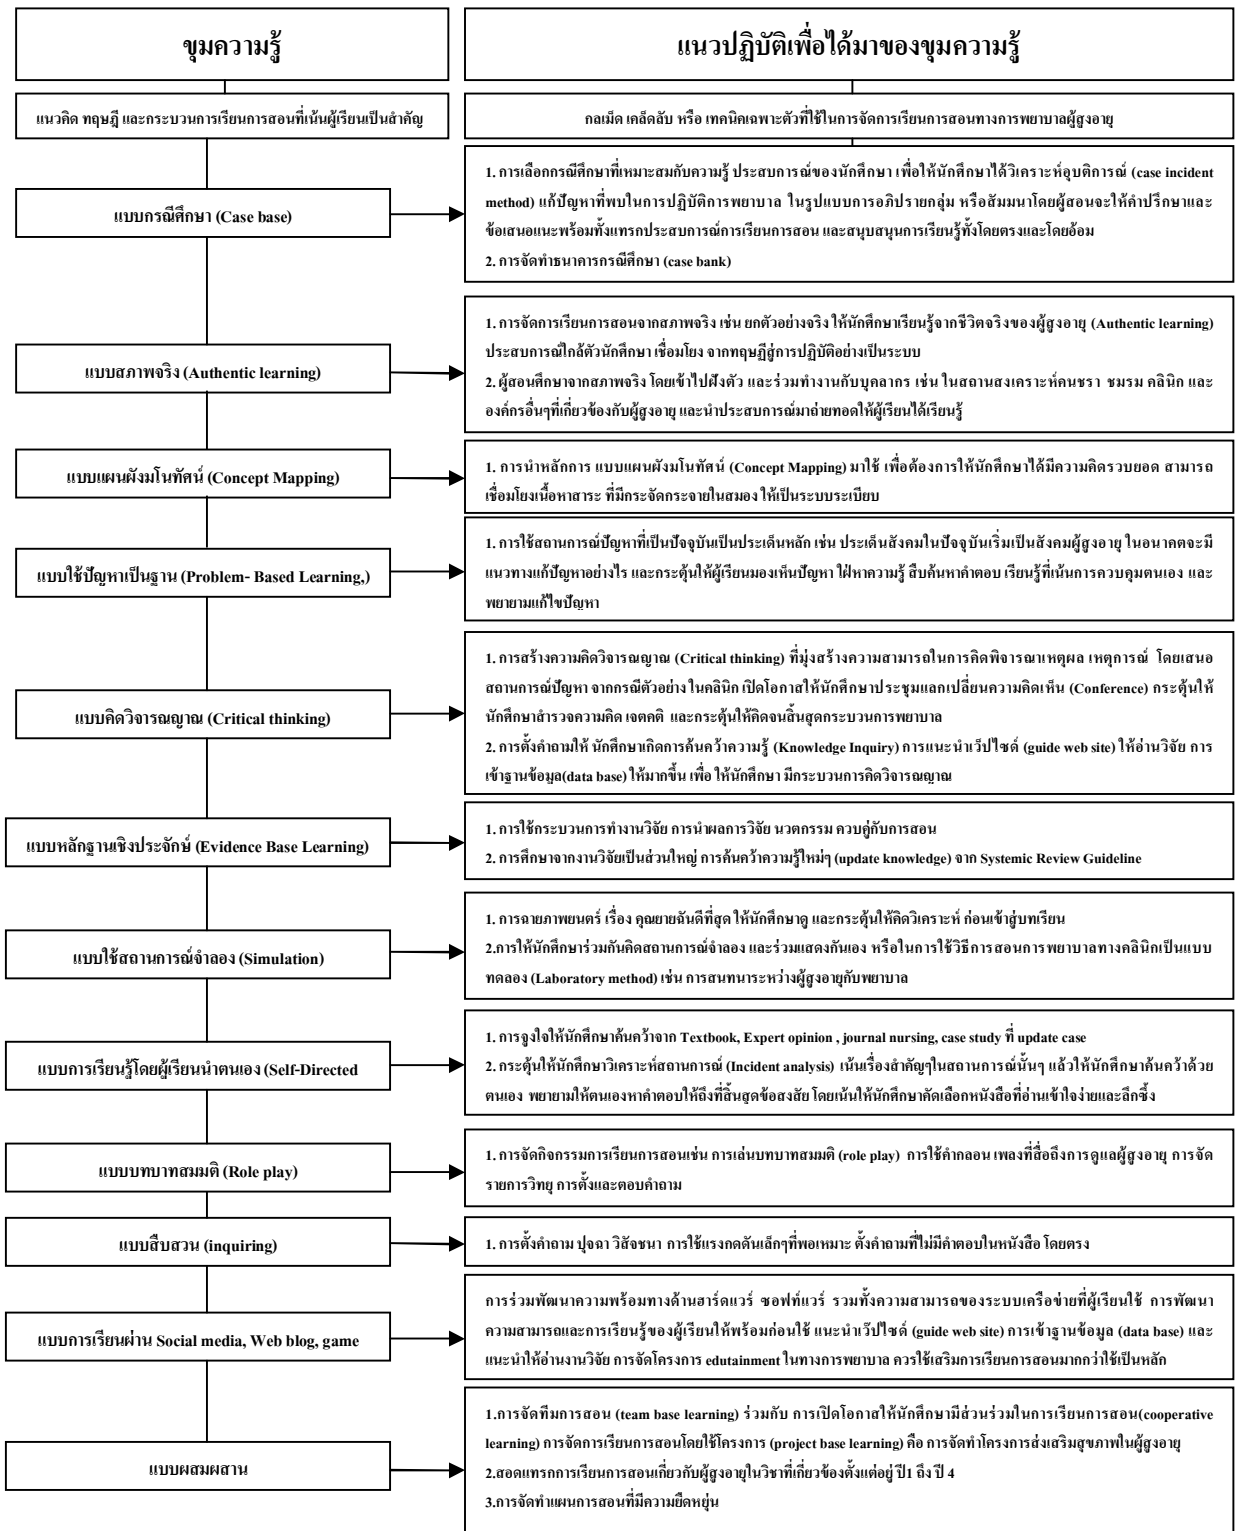 ขุมความรู้
แนวปฏิบัติเพื่อได้มาของขุมความรู้
แนวคิด ทฤษฎี และกระบวนการเรียนการสอนที่เน้นผู้เรียนเป็นสำคัญ
กลเม็ด เคล็ดลับ หรือ เทคนิคเฉพาะตัวที่ใช้ในการจัดการเรียนการสอนทางการพยาบาลผู้สูงอายุ
แบบกรณีศึกษา (Case base)
1. การเลือกกรณีศึกษาที่เหมาะสมกับความรู้ ประสบการณ์ของนักศึกษา เพื่อให้นักศึกษาได้วิเคราะห์อุบติการณ์ (case incident
method) แก้ปัญหาที่พบในการปฏิบัติการพยาบาล ในรูปแบบการอภิปรายกลุ่ม หรือสัมมนาโดยผู้สอนจะให้คำปรึกษาและ
ข้อเสนอแนะพร้อมทั้งแทรกประสบการณ์การเรียนการสอน และสนุบสนุนการเรียนรู้ทั้งโดยตรงและโดยอ้อม
2. การจัดทำธนาคารกรณีศึกษา (case bank)
แบบสภาพจริง (Authentic learning)
1. การจัดการเรียนการสอนจากสภาพจริง เช่น ยกตัวอย่างจริง ให้นักศึกษาเรียนรู้จากชีวิตจริงของผู้สูงอายุ (Authentic learning)
ประสบการณ์ใกล้ตัวนักศึกษา เชื่อมโยง จากทฤษฎีสู่การปฏิบัติอย่างเป็นระบบ
2. ผู้สอนศึกษาจากสภาพจริง โดยเข้าไปฝังตัว และร่วมทำงานกับบุคลากร เช่น ในสถานสงเคราะห์คนชรา ชมรม คลินิก และ
องค์กรอื่นๆที่เกี่ยวข้องกับผู้สูงอายุ และนำประสบการณ์มาถ่ายทอดให้ผู้เรียนได้เรียนรู้
แบบแผนผังมโนทัศน์ (Concept Mapping)
1. การนำหลักการ แบบแผนผังมโนทัศน์ (Concept Mapping) มาใช้ เพื่อต้องการให้นักศึกษาได้มีความคิดรวบยอด สามารถ
เชื่อมโยงเนื้อหาสาระ ที่มีกระจัดกระจายในสมอง ให้เป็นระบบระเบียบ
แบบใช้ปัญหาเป็นฐาน (Problem- Based Learning,)
1. การใช้สถานการณ์ปัญหาที่เป็นปัจจุบันเป็นประเด็นหลัก เช่น ประเด็นสังคมในปัจจุบันเริ่มเป็นสังคมผู้สูงอายุ ในอนาคตจะมี
แนวทางแก้ปัญหาอย่างไร และกระตุ้นให้ผู้เรียนมองเห็นปัญหา ใฝ่หาความรู้ สืบค้นหาคำตอบ เรียนรู้ที่เน้นการควบคุมตนเอง และ
พยายามแก้ไขปัญหา
แบบคิดวิจารณญาณ (Critical thinking)
1. การสร้างความคิดวิจารณญาณ (Critical thinking) ที่มุ่งสร้างความสามารถในการคิดพิจารณาเหตุผล เหตุการณ์ โดยเสนอ
สถานการณ์ปัญหา จากกรณีตัวอย่าง ในคลินิก เปิดโอกาสให้นักศึกษาประชุมแลกเปลี่ยนความคิดเห็น (Conference) กระตุ้นให้
นักศึกษาสำรวจความคิด เจตคติ และกระตุ้นให้คิดจนสิ้นสุดกระบวนการพยาบาล
2. การตั้งคำถามให้ นักศึกษาเกิดการค้นคว้าความรู้ (Knowledge Inquiry) การแนะนำเว็ปไซด์ (guide web site) ให้อ่านวิจัย การ
เข้าฐานข้อมูล(data base) ให้มากขึ้น เพื่อ ให้นักศึกษา มีกระบวนการคิดวิจารณญาณ
แบบหลักฐานเชิงประจักษ์ (Evidence Base Learning)
1. การใช้กระบวนการทำงานวิจัย การนำผลการวิจัย นวตกรรม ควบคู่กับการสอน
2. การศึกษาจากงานวิจัยเป็นส่วนใหญ่ การค้นคว้าความรู้ใหม่ๆ (update knowledge) จาก Systemic Review Guideline
แบบใช้สถานการณ์จำลอง (Simulation)
1. การฉายภาพยนตร์ เรื่อง คุณยายฉันดีที่สุด ให้นักศึกษาดู และกระตุ้นให้คิดวิเคราะห์ ก่อนเข้าสู่บทเรียน
2.การให้นักศึกษาร่วมกันคิดสถานการณ์จำลอง และร่วมแสดงกันเอง หรือในการใช้วิธีการสอนการพยาบาลทางคลินิกเป็นแบบ
ทดลอง (Laboratory method) เช่น การสนทนาระหว่างผู้สูงอายุกับพยาบาล
แบบการเรียนรู้โดยผู้เรียนนำตนเอง (Self-Directed
1. การจูงใจให้นักศึกษาค้นคว้าจาก Textbook, Expert opinion , journal nursing, case study ที่ update case
2. กระตุ้นให้นักศึกษาวิเคราะห์สถานการณ์ (Incident analysis) เน้นเรื่องสำคัญๆในสถานการณ์นั้นๆ แล้วให้นักศึกษาค้นคว้าด้วย
ตนเอง พยายามให้ตนเองหาคำตอบให้ถึงที่สิ้นสุดข้อสงสัย โดยเน้นให้นักศึกษาคัดเลือกหนังสือที่อ่านเข้าใจง่ายและลึกซึ้ง
แบบบทบาทสมมติ (Role play)
1. การจัดกิจกรรมการเรียนการสอนเช่น การเล่นบทบาทสมมติ (role play) การใช้คำกลอน เพลงที่สื่อถึงการดูแลผู้สูงอายุ การจัด
รายการวิทยุ การตั้งและตอบคำถาม
แบบสืบสวน (inquiring)
1. การตั้งคำถาม ปุจฉา วิสัจชนา การใช้แรงกดดันเล็กๆที่พอเหมาะ ตั้งคำถามที่ไม่มีคำตอบในหนังสือ โดยตรง
แบบการเรียนผ่าน Social media, Web blog, game
การร่วมพัฒนาความพร้อมทางด้านฮาร์ดแวร์ ซอฟท์แวร์ รวมทั้งความสามารถของระบบเครือข่ายที่ผู้เรียนใช้ การพัฒนา
ความสามารถและการเรียนรู้ของผู้เรียนให้พร้อมก่อนใช้ แนะนำเว็ปไซด์ (guide web site) การเข้าฐานข้อมูล (data base) และ
แนะนำให้อ่านงานวิจัย การจัดโครงการ edutainment ในทางการพยาบาล ควรใช้เสริมการเรียนการสอนมากกว่าใช้เป็นหลัก
แบบผสมผสาน
1.การจัดทีมการสอน (team base learning) ร่วมกับ การเปิดโอกาสให้นักศึกษามีส่วนร่วมในการเรียนการสอน(cooperative
learning) การจัดการเรียนการสอนโดยใช้โครงการ (project base learning) คือ การจัดทำโครงการส่งเสริมสุขภาพในผู้สูงอายุ
2.สอดแทรกการเรียนการสอนเกี่ยวกับผู้สูงอายุในวิชาที่เกี่ยวข้องตั้งแต่อยู่ ปี1 ถึง ปี 4
3.การจัดทำแผนการสอนที่มีความยืดหยุ่น